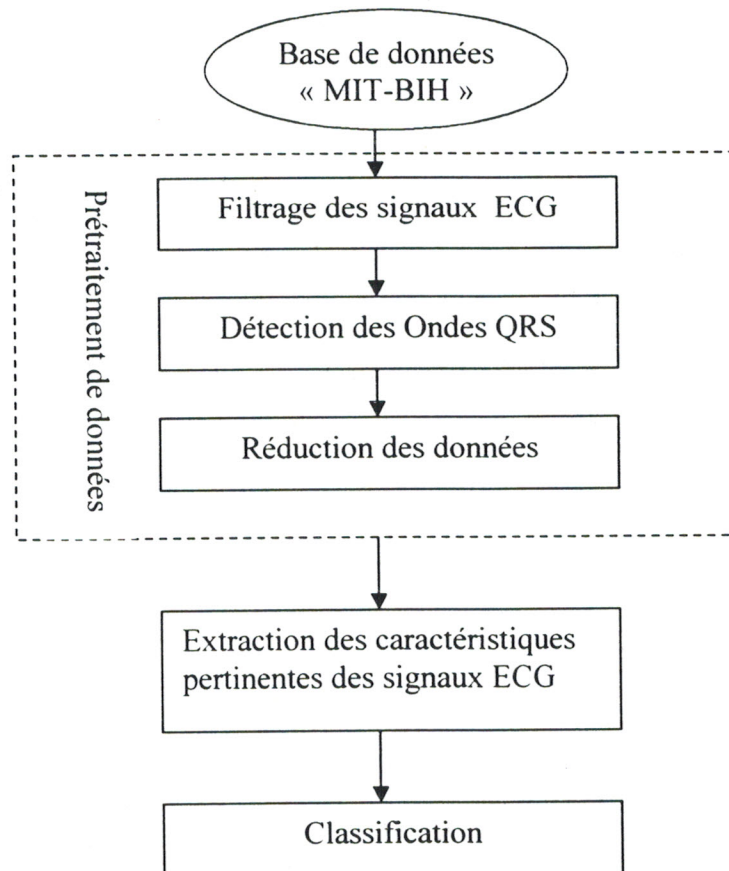 Base de données
« MIT-BIH »
Prétraitement de données
Filtrage des signaux ECG
Détection des Ondes QRS
Réduction des données
Extraction des caractéristiques
pertinentes des signaux ECG
Classification